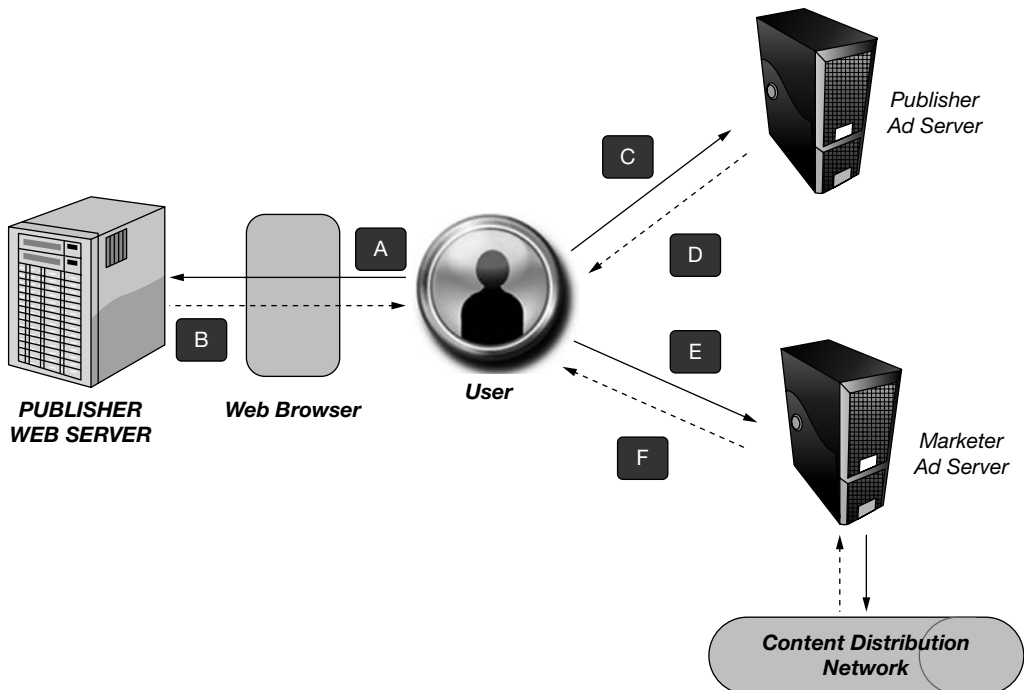 Publisher
Ad Server
C
A
D
B
E
User
PUBLISHER
WEB SERVER
Web Browser
F
Marketer
Ad Server
Content Distribution
Network